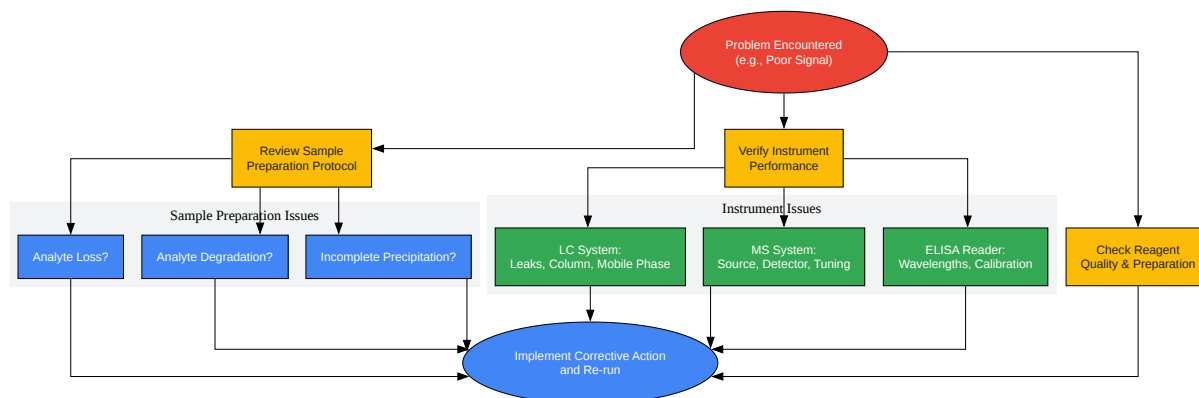 Problem Encountered
(e.g., Poor Signal)
Review Sample
Preparation Protocol
Verify Instrument
Performance
Sample Preparation Issues
Instrument Issues
Analyte Loss?
Analyte Degradation?
Incomplete Precipitation?
LC System:
Leaks, Column, Mobile Phase
MS System:
Source, Detector, Tuning
ELISA Reader:
Wavelengths, Calibration
Check Reagent
Quality & Preparation
Implement Corrective Action
and Re-run